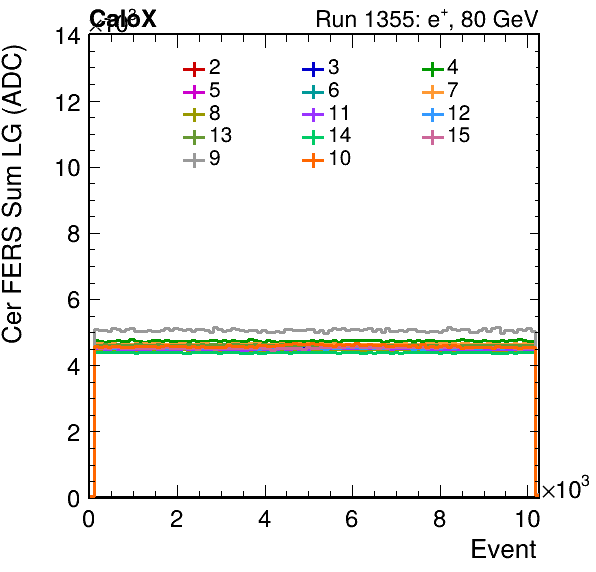 CaloX Run 1355: e⁺, 80 GeV
×10³
Cer FERS Sum LG (ADC)
14
12
10
8
6
4
2
0
2 3 4
5 6 7
8 11 12
13 14 15
9 10
0 2 4 6 8 10
×10³
Event